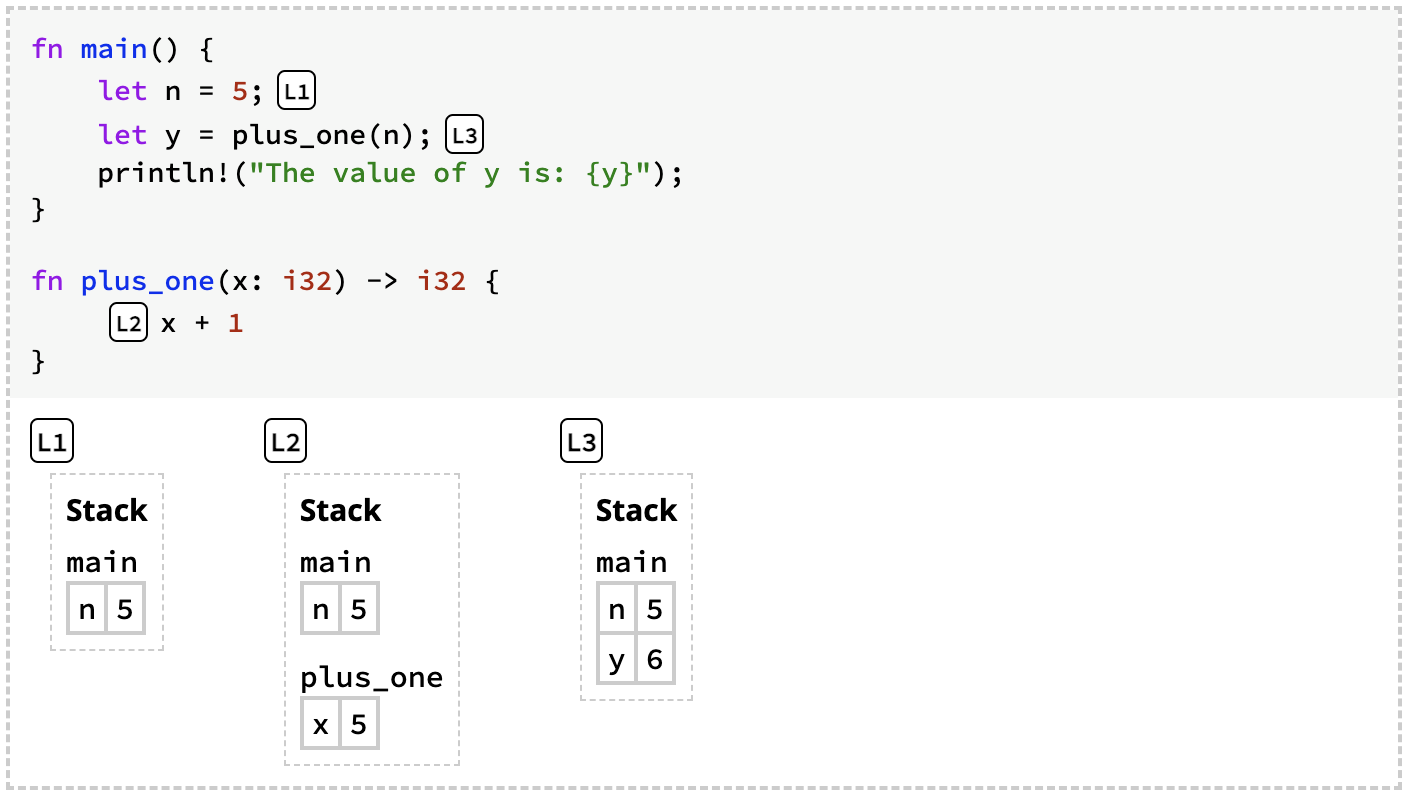 fn main() {
    let n = 5; L1
    let y = plus_one(n); L3
    println!("The value of y is: {y}");
}
fn plus_one(x: i32) -> i32 {
    L2 x + 1
}
L1 L2 L3
Stack Stack Stack
main main main
n 5 n 5 n 5
y 6
plus_one
x 5